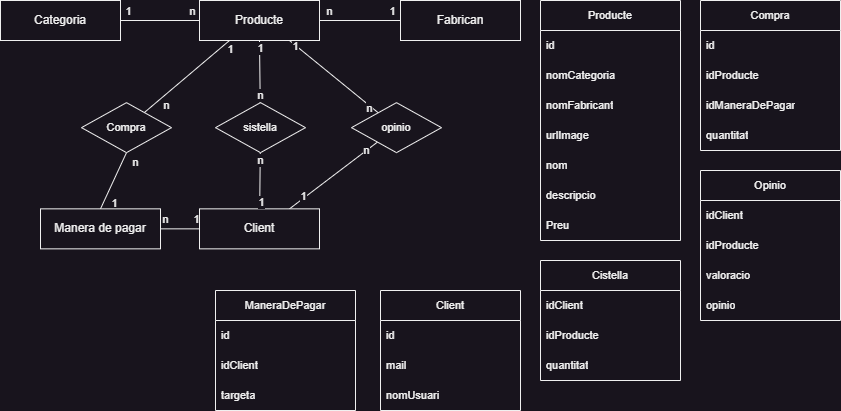 Categoria
1
n
Producte
n
1
Fabrican
1
1
1
n
n
n
Compra
sistella
opinio
n
n
n
1
1
1
Manera de pagar
n
1
Client
Producte
id
nomCategoria
nomFabricant
urlImage
nom
descripcio
Preu
Compra
id
idProducte
idManeraDePagar
quantitat
Opinio
idClient
idProducte
valoracio
opinio
Cistella
idClient
idProducte
quantitat
ManeraDePagar
id
idClient
targeta
Client
id
mail
nomUsuari